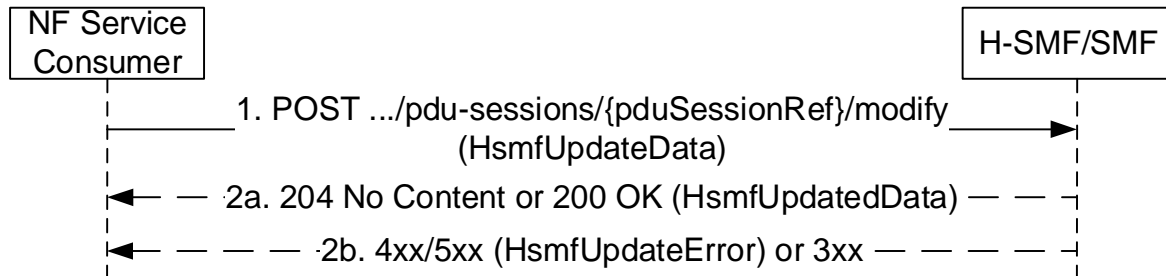 NF Service
Consumer
H-SMF/SMF
1. POST .../pdu-sessions/{pduSessionRef}/modify
(HsmfUpdateData)
2a. 204 No Content or 200 OK (HsmfUpdatedData)
2b. 4xx/5xx (HsmfUpdateError) or 3xx